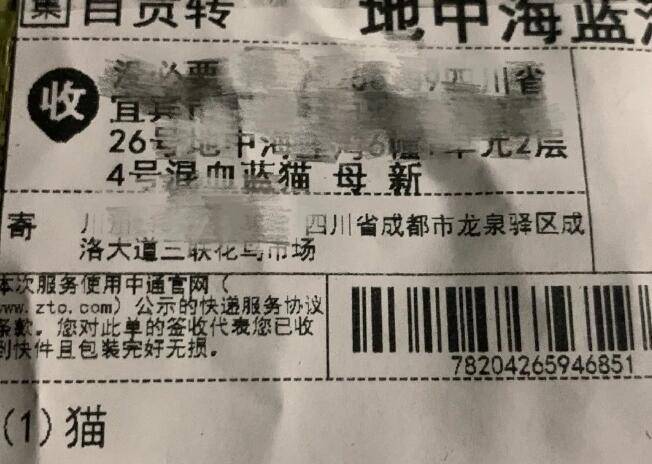 集 自贡转 地中海蓝
收
四川省
宜宾
26号地中海 6幢 单元2层
4号混血蓝猫 母 新
寄 四川省成都市龙泉驿区成
洛大道三联花鸟市场
本次服务使用中通官网(
www.zto.com)公示的快递服务协议
条款。您对此单的签收代表您已收
到快件且包装完好无损。
78204265946851
(1)猫